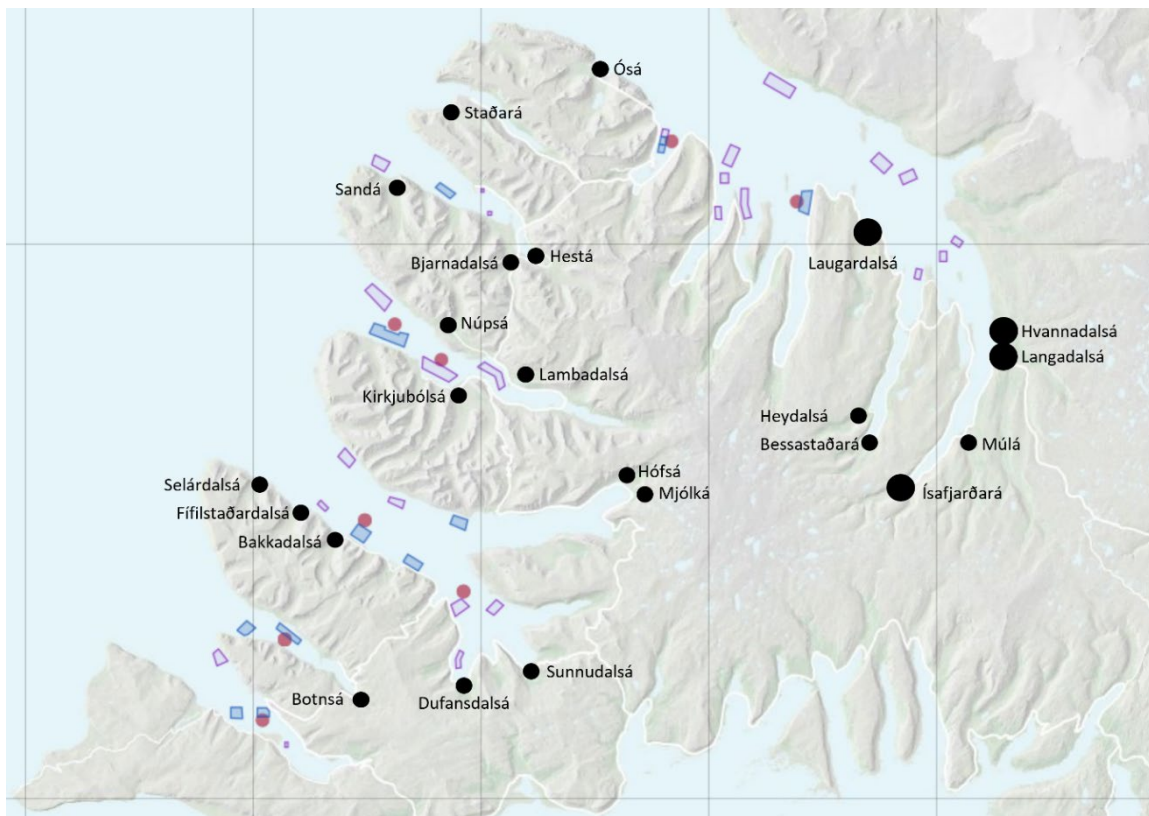 Ósá
Staðará
Sandá
Bjarnadalsá
Hestá
Laugardalsá
Núpsá
Hvannadalsá
Langadalsá
Lambadalsá
Kirkjubólsá
Heydalsá
Bessastaðará
Múlá
Hófsá
Mjólká
Selárdalsá
Ísafjarðará
Fífilstaðardalsá
Bakkadalsá
Sunnudalsá
Botnsá
Dufansdalsá